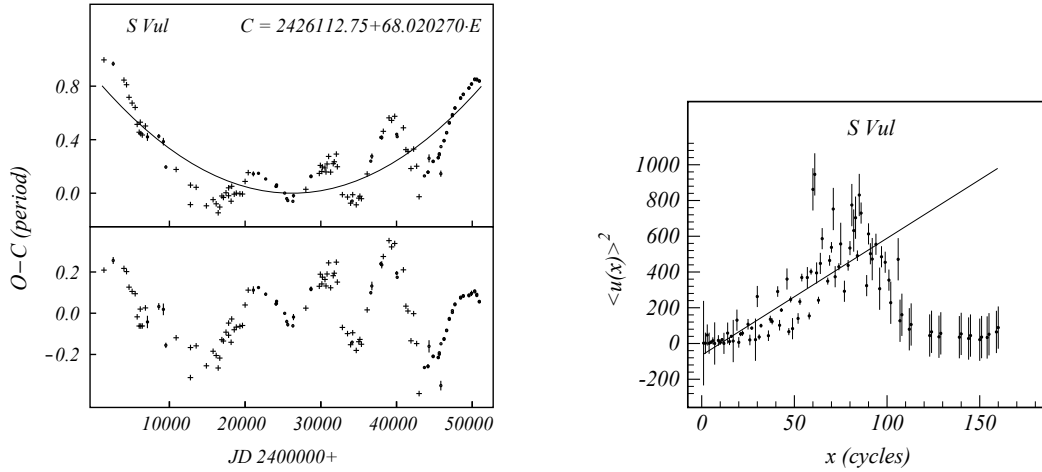 S Vul C = 2426112.75+68.020270·E
O−C (period)
0.8
0.4
0.0
0.2
0.0
−0.2
10000 20000 30000 40000 50000
JD 2400000+
S Vul
<u(x)>²
1000
800
600
400
200
0
-200
0 50 100 150
x (cycles)